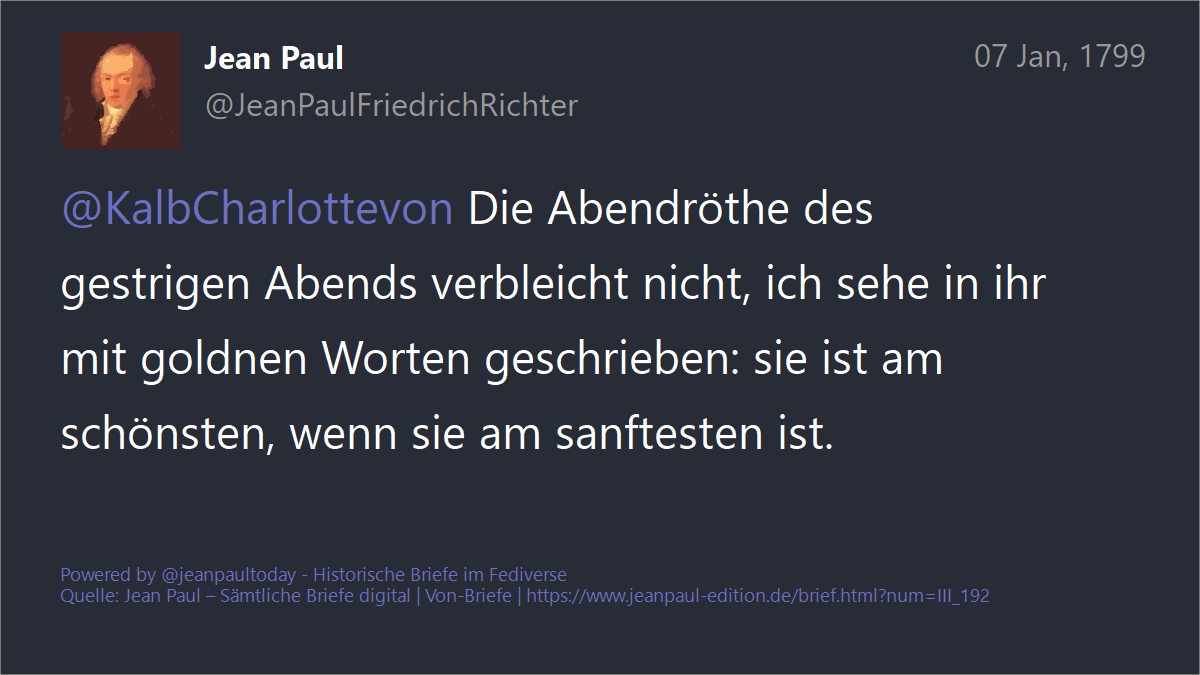 Jean Paul
07 Jan, 1799
@JeanPaulFriedrichRichter
@KalbCharlottevon Die Abendröthe des
gestrigen Abends verbleicht nicht, ich sehe in ihr
mit goldnen Worten geschrieben: sie ist am
schönsten, wenn sie am sanftesten ist.
Powered by @jeanpaultoday - Historische Briefe im Fediverse
Quelle: Jean Paul – Sämtliche Briefe digital | Von-Briefe | https://www.jeanpaul-edition.de/brief.html?num=III_192